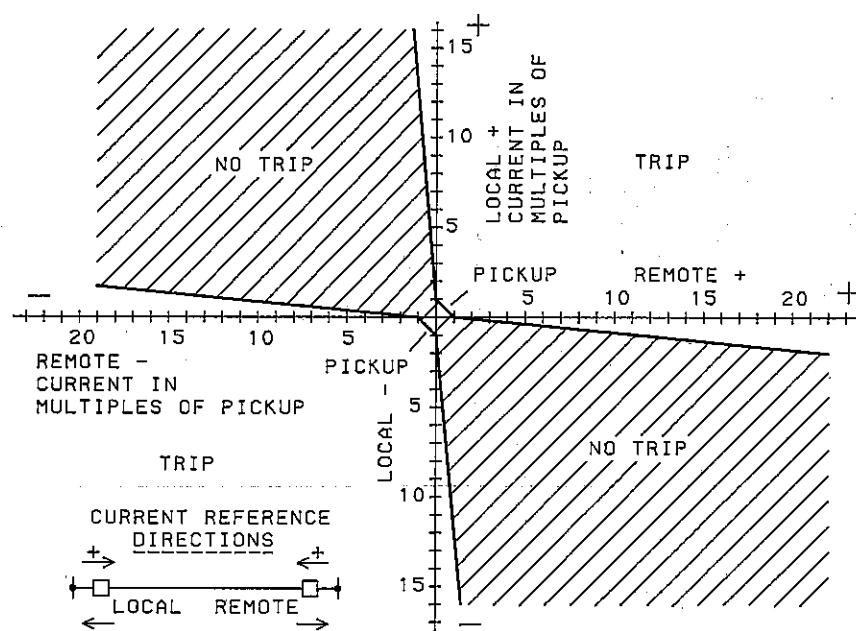 +
15
10
5
LOCAL +
CURRENT IN
MULTIPLES OF
PICKUP
NO TRIP
TRIP
PICKUP
REMOTE +
5 10 15 20 +
− 20 15 10 5
REMOTE −
CURRENT IN
MULTIPLES OF PICKUP
PICKUP
LOCAL −
5
10
15
−
NO TRIP
TRIP
CURRENT REFERENCE
DIRECTIONS
+ +
LOCAL REMOTE